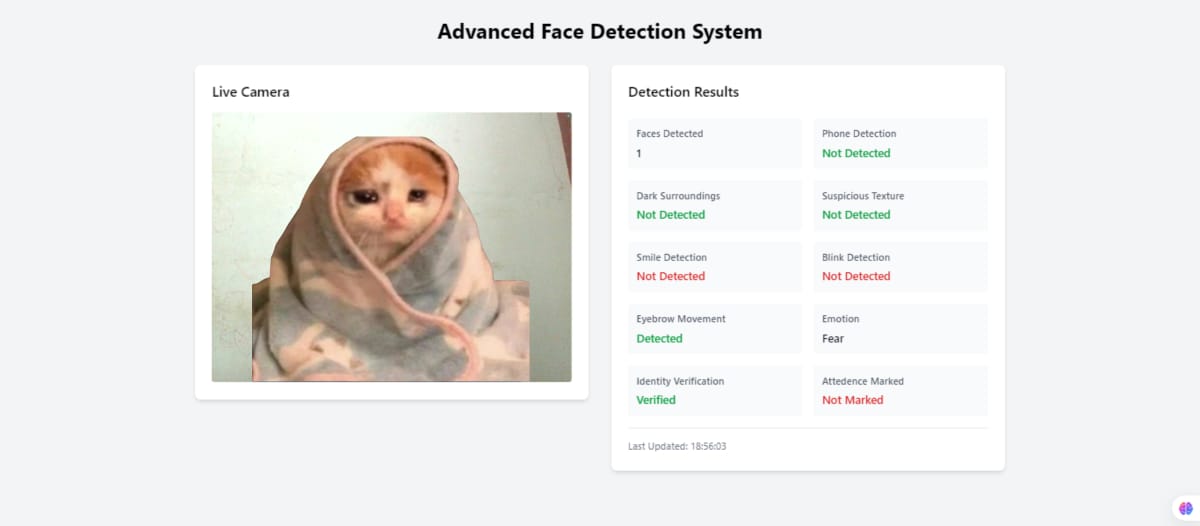 Advanced Face Detection System
Live Camera
Detection Results
Faces Detected
1
Phone Detection
Not Detected
Dark Surroundings
Not Detected
Suspicious Texture
Not Detected
Smile Detection
Not Detected
Blink Detection
Not Detected
Eyebrow Movement
Detected
Emotion
Fear
Identity Verification
Verified
Attedence Marked
Not Marked
Last Updated: 18:56:03